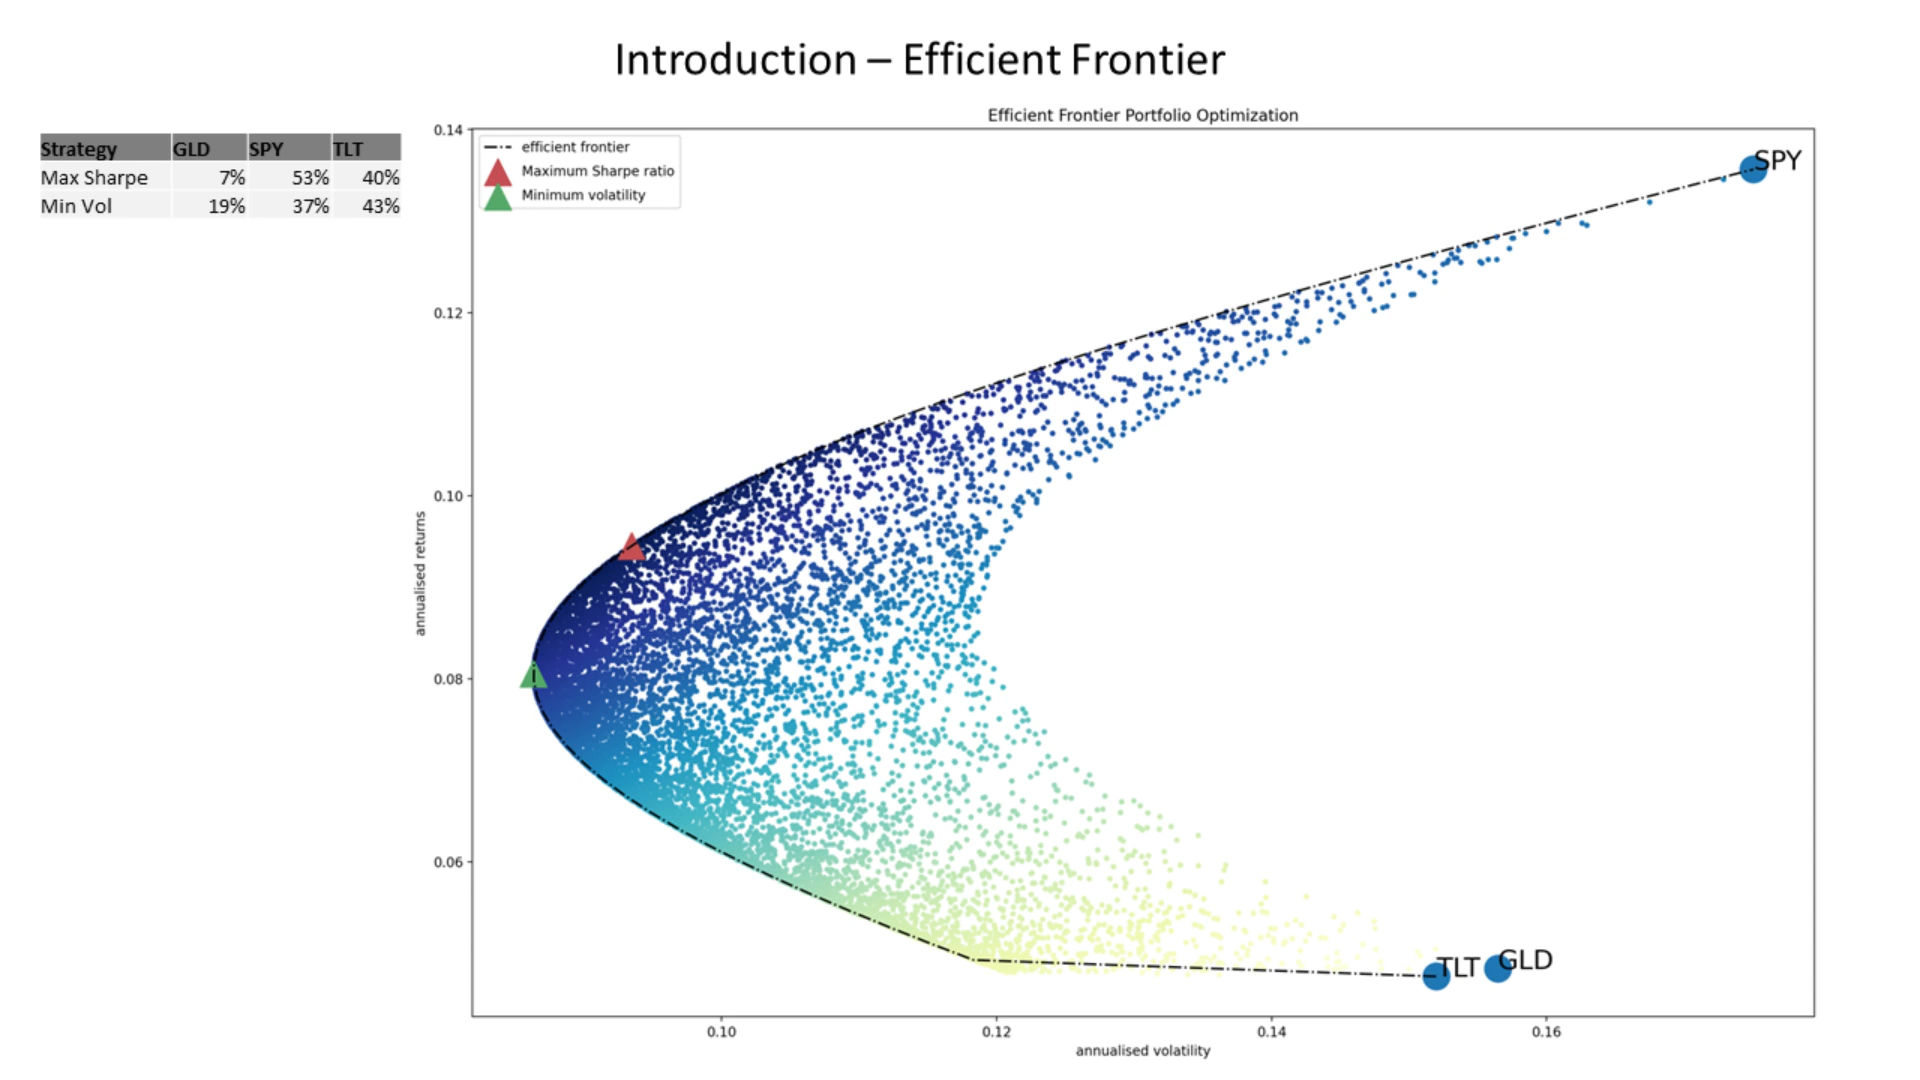 Introduction – Efficient Frontier
Strategy GLD SPY TLT
Max Sharpe 7% 53% 40%
Min Vol 19% 37% 43%
Efficient Frontier Portfolio Optimization
efficient frontier
Maximum Sharpe ratio
Minimum volatility
0.14
0.12
0.10
0.08
0.06
annualised returns
SPY
TLT
GLD
0.10 0.12 0.14 0.16
annualised volatility